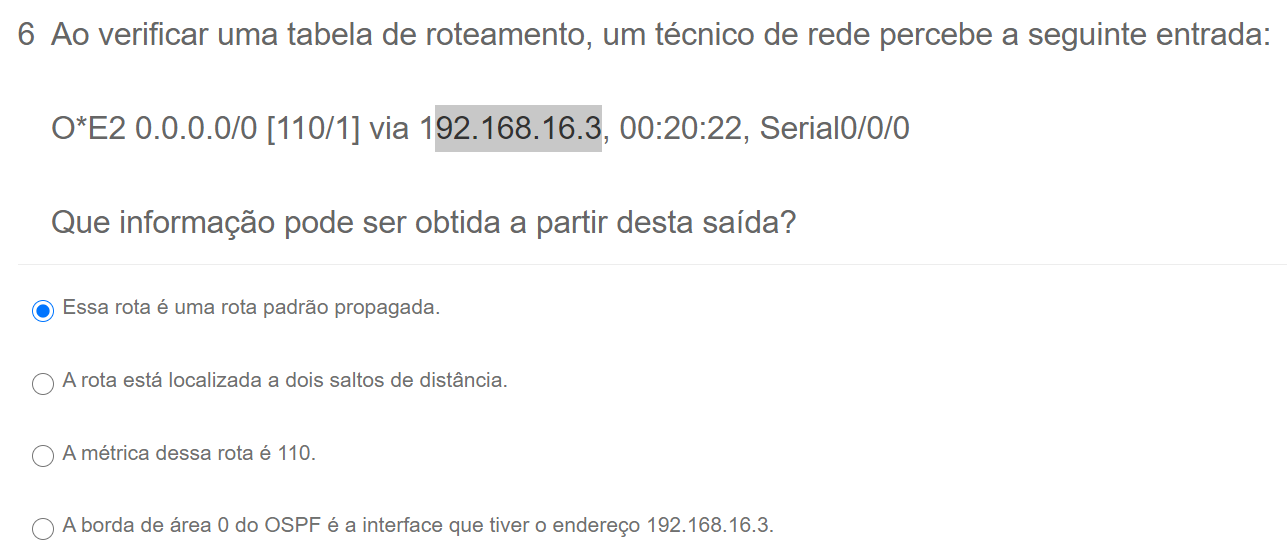 6 Ao verificar uma tabela de roteamento, um técnico de rede percebe a seguinte entrada:
O*E2 0.0.0.0/0 [110/1] via 192.168.16.3, 00:20:22, Serial0/0/0
Que informação pode ser obtida a partir desta saída?
Essa rota é uma rota padrão propagada.
A rota está localizada a dois saltos de distância.
A métrica dessa rota é 110.
A borda de área 0 do OSPF é a interface que tiver o endereço 192.168.16.3.